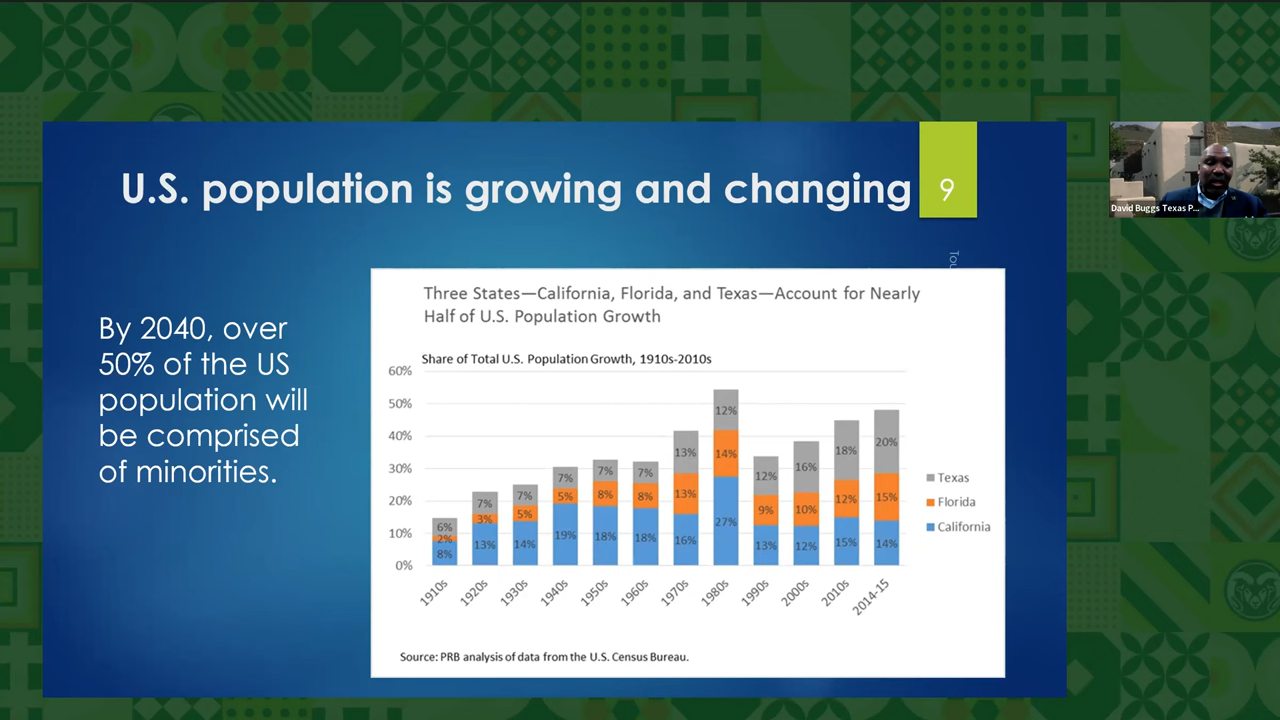 U.S. population is growing and changing
9
Tou
By 2040, over
50% of the US
population will
be comprised
of minorities.
Three States—California, Florida, and Texas—Account for Nearly
Half of U.S. Population Growth
Share of Total U.S. Population Growth, 1910s-2010s
60%
50%
40%
30%
20%
10%
0%
6%
2%
8%
7%
3%
13%
7%
5%
14%
7%
5%
19%
7%
8%
18%
7%
8%
18%
13%
13%
16%
12%
14%
27%
12%
9%
13%
16%
10%
12%
18%
12%
15%
20%
15%
14%
1910s
1920s
1930s
1940s
1950s
1960s
1970s
1980s
1990s
2000s
2010s
2014-15
Texas
Florida
California
Source: PRB analysis of data from the U.S. Census Bureau.
David Buggs Texas P...